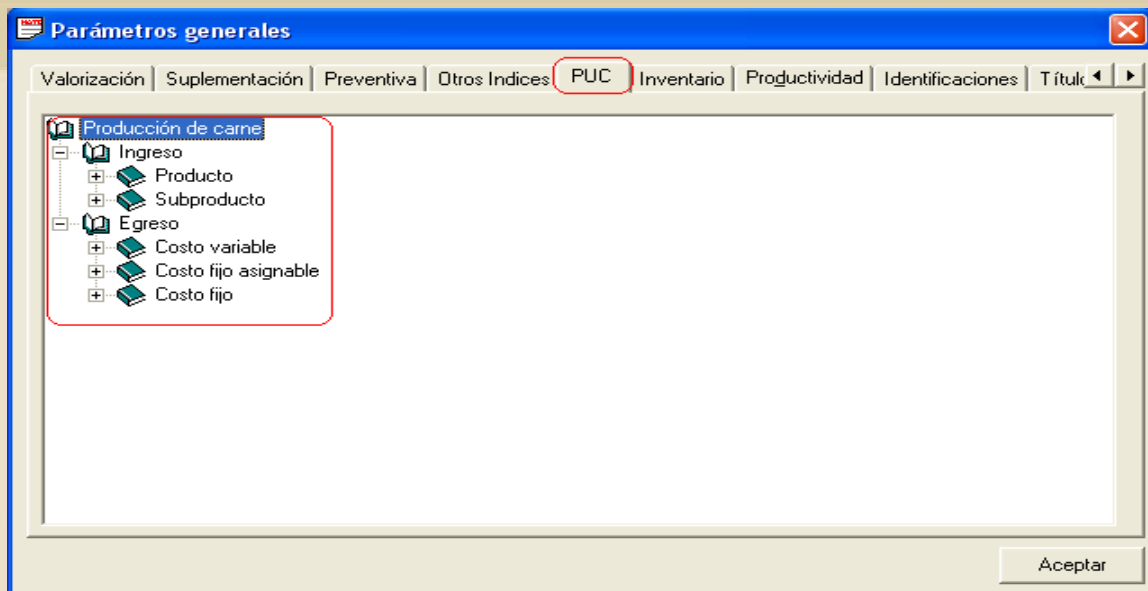 Parámetros generales
Valorización Suplementación Preventiva Otros Indices PUC Inventario Productividad Identificaciones Títul
Producción de carne
Ingreso
Producto
Subproducto
Egreso
Costo variable
Costo fijo asignable
Costo fijo
Aceptar